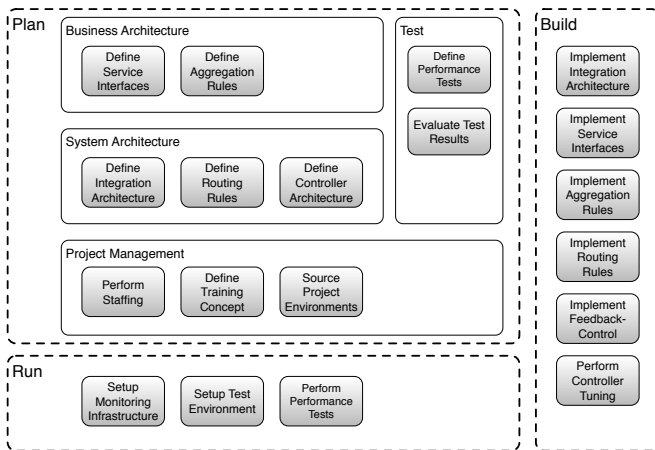 Plan
Business Architecture
Define
Service
Interfaces
Define
Aggregation
Rules
System Architecture
Define
Integration
Architecture
Define
Routing
Rules
Define
Controller
Architecture
Test
Define
Performance
Tests
Evaluate Test
Results
Project Management
Perform
Staffing
Define
Training
Concept
Source
Project
Environments
Run
Setup
Monitoring
Infrastructure
Setup Test
Environment
Perform
Performance
Tests
Build
Implement
Integration
Architecture
Implement
Service
Interfaces
Implement
Aggregation
Rules
Implement
Routing
Rules
Implement
Feedback-
Control
Perform
Controller
Tuning